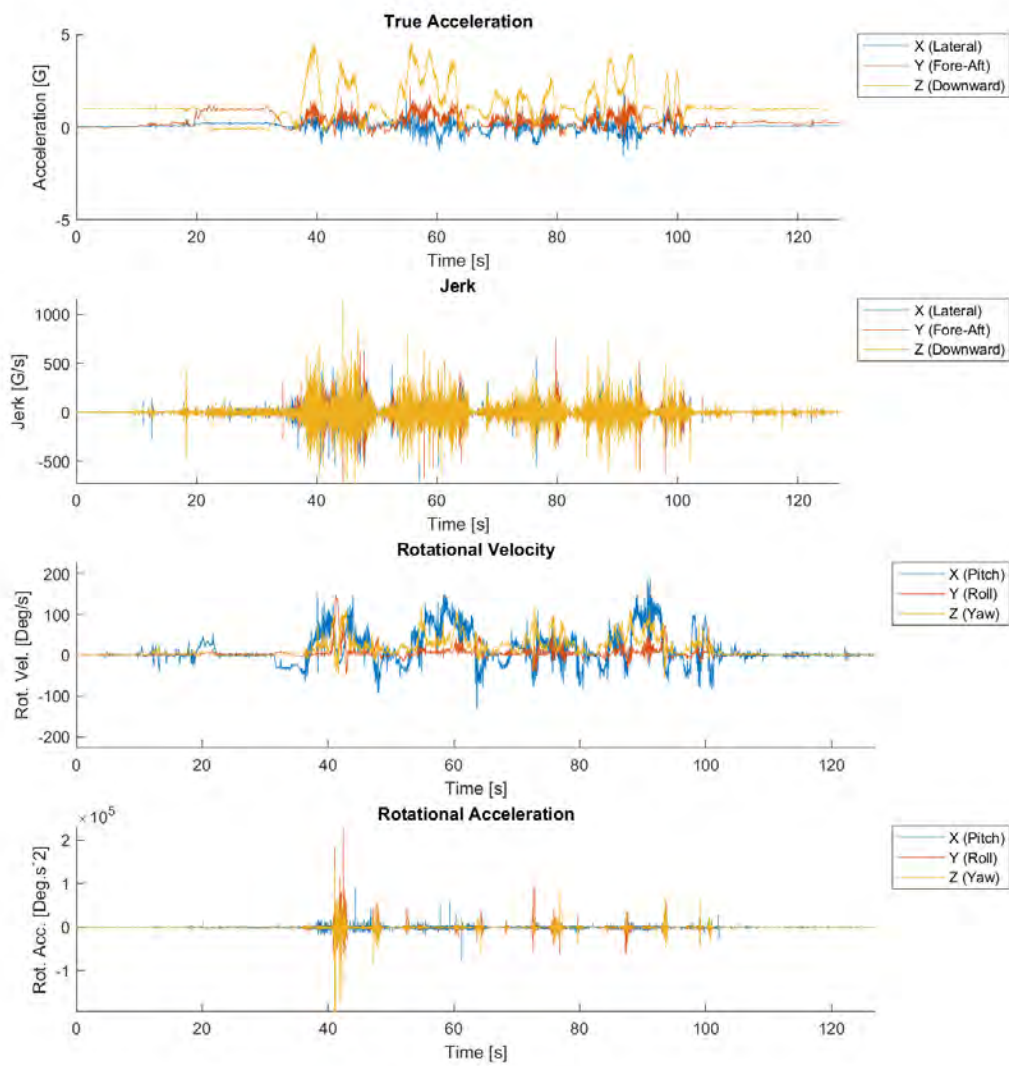 True Acceleration
5
0
-5
Acceleration [G]
0 20 40 60 80 100 120
Time [s]
X (Lateral)
Y (Fore-Aft)
Z (Downward)
Jerk
1000
500
0
-500
Jerk [G/s]
0 20 40 60 80 100 120
Time [s]
X (Lateral)
Y (Fore-Aft)
Z (Downward)
Rotational Velocity
200
100
0
-100
-200
Rot. Vel. [Deg/s]
0 20 40 60 80 100 120
Time [s]
X (Pitch)
Y (Roll)
Z (Yaw)
Rotational Acceleration
×10^5
2
1
0
-1
Rot. Acc. [Deg.s^2]
0 20 40 60 80 100 120
Time [s]
X (Pitch)
Y (Roll)
Z (Yaw)